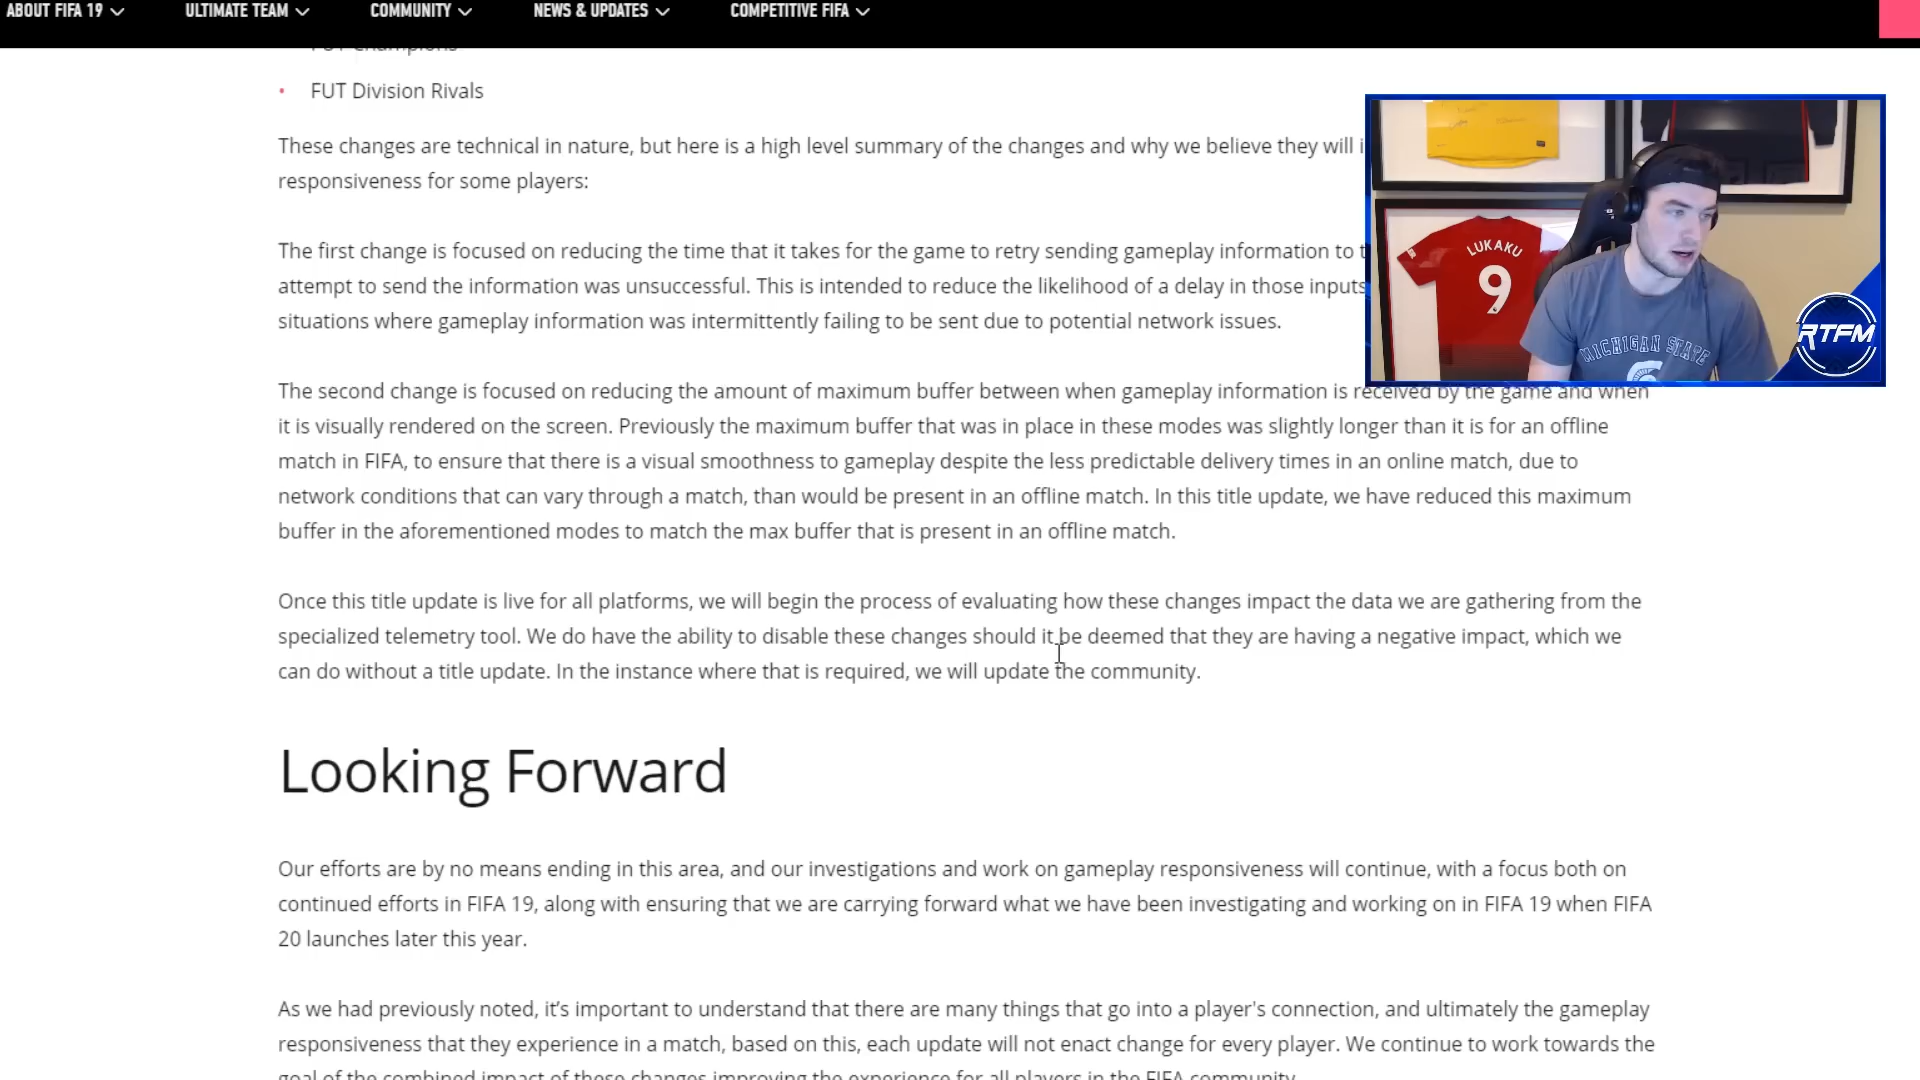 ABOUT FIFA 19 ULTIMATE TEAM COMMUNITY NEWS & UPDATES COMPETITIVE FIFA
FUT Champions
FUT Division Rivals
These changes are technical in nature, but here is a high level summary of the changes and why we believe they will i
responsiveness for some players:
The first change is focused on reducing the time that it takes for the game to retry sending gameplay information to t
attempt to send the information was unsuccessful. This is intended to reduce the likelihood of a delay in those inputs
situations where gameplay information was intermittently failing to be sent due to potential network issues.
LUKAKU
9
MICHIGAN STATE
RTFM
The second change is focused on reducing the amount of maximum buffer between when gameplay information is received by the game and when
it is visually rendered on the screen. Previously the maximum buffer that was in place in these modes was slightly longer than it is for an offline
match in FIFA, to ensure that there is a visual smoothness to gameplay despite the less predictable delivery times in an online match, due to
network conditions that can vary through a match, than would be present in an offline match. In this title update, we have reduced this maximum
buffer in the aforementioned modes to match the max buffer that is present in an offline match.
Once this title update is live for all platforms, we will begin the process of evaluating how these changes impact the data we are gathering from the
specialized telemetry tool. We do have the ability to disable these changes should it be deemed that they are having a negative impact, which we
can do without a title update. In the instance where that is required, we will update the community.
Looking Forward
Our efforts are by no means ending in this area, and our investigations and work on gameplay responsiveness will continue, with a focus both on
continued efforts in FIFA 19, along with ensuring that we are carrying forward what we have been investigating and working on in FIFA 19 when FIFA
20 launches later this year.
As we had previously noted, it's important to understand that there are many things that go into a player's connection, and ultimately the gameplay
responsiveness that they experience in a match, based on this, each update will not enact change for every player. We continue to work towards the
goal of the combined impact of these changes improving the experience for all players in the FIFA community.